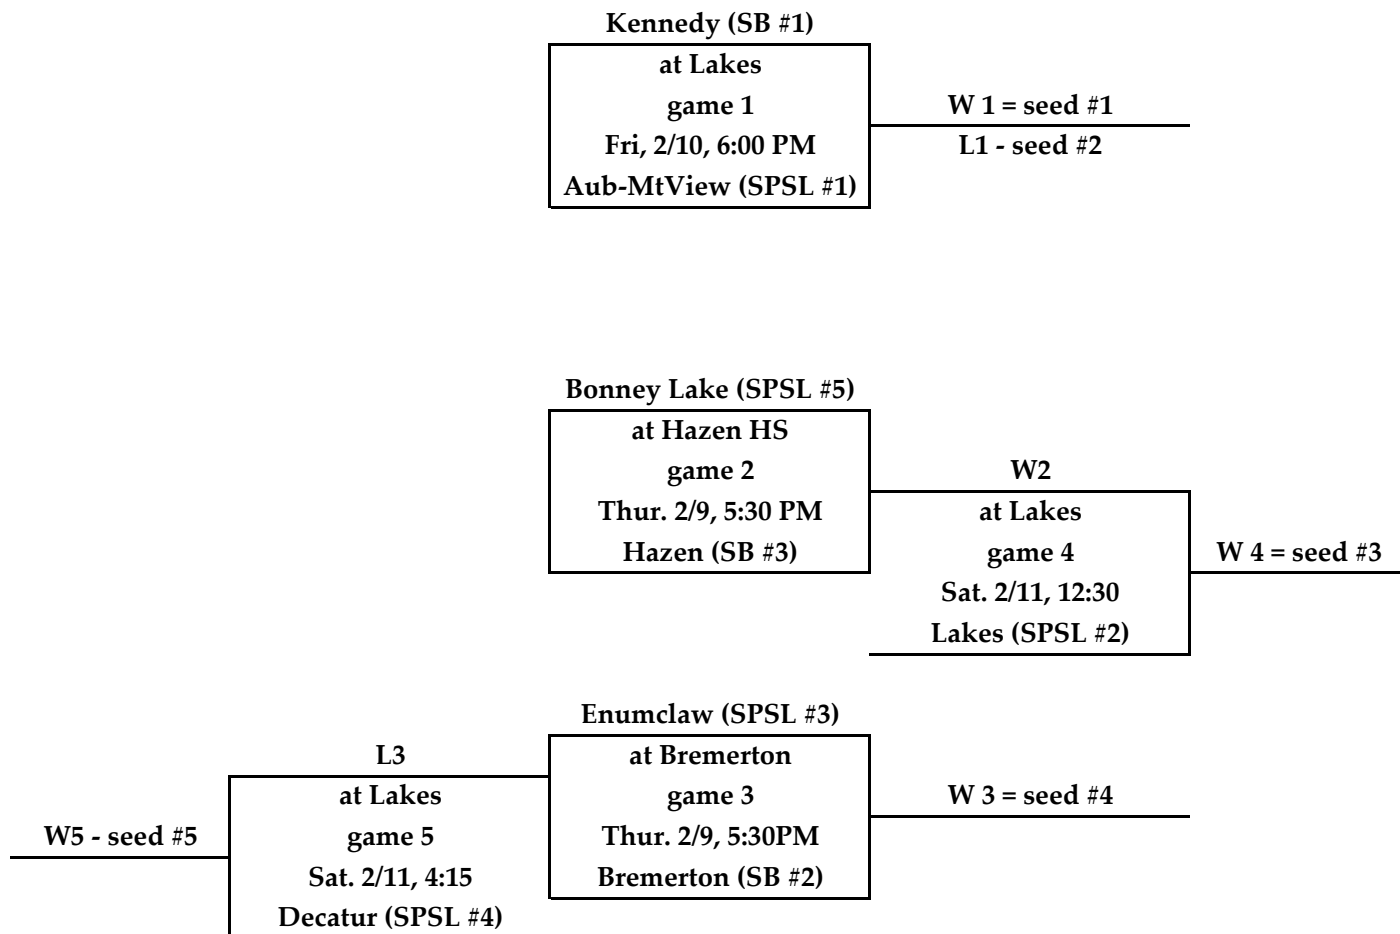 Kennedy (SB #1)
at Lakes
game 1
Fri, 2/10, 6:00 PM
Aub-MtView (SPSL #1)
W 1 = seed #1
L1 - seed #2
Bonney Lake (SPSL #5)
at Hazen HS
game 2
Thur. 2/9, 5:30 PM
Hazen (SB #3)
W2
at Lakes
game 4
Sat. 2/11, 12:30
Lakes (SPSL #2)
W 4 = seed #3
Enumclaw (SPSL #3)
at Bremerton
game 3
Thur. 2/9, 5:30PM
Bremerton (SB #2)
W 3 = seed #4
L3
at Lakes
game 5
Sat. 2/11, 4:15
Decatur (SPSL #4)
W5 - seed #5